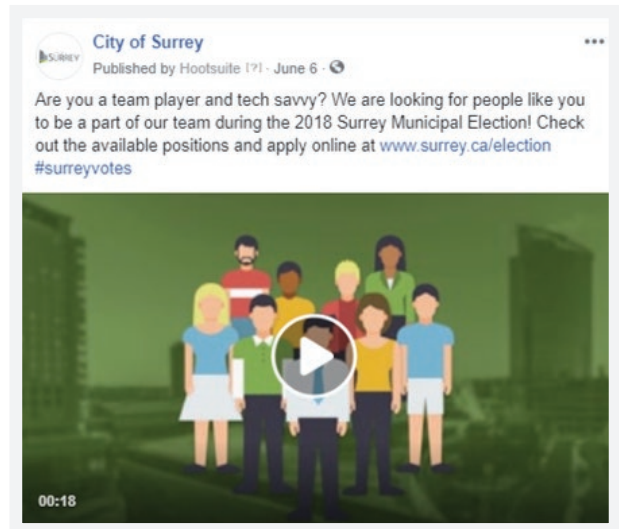 City of Surrey
SURREY
Published by Hootsuite [?] · June 6 ·
Are you a team player and tech savvy? We are looking for people like you
to be a part of our team during the 2018 Surrey Municipal Election! Check
out the available positions and apply online at www.surrey.ca/election
#surreyvotes
00:18